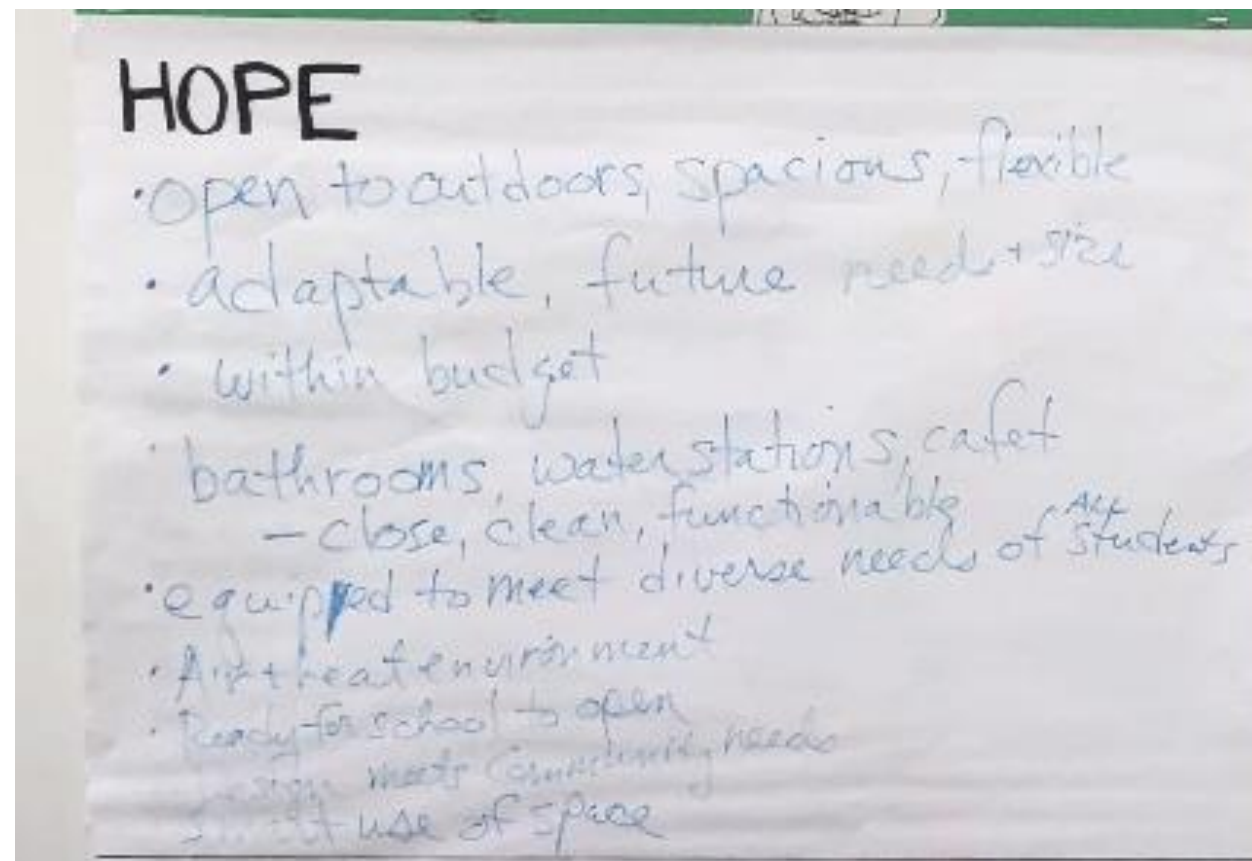 HOPE
• open to outdoors, spacious, flexible
• adaptable, future needs + size
• within budget
• bathrooms, water stations, cafet
— close, clean, functionable
• equipped to meet diverse needs of ALL students
• Air + heat environment
• Ready for school to open
Design meets Community needs
use of space